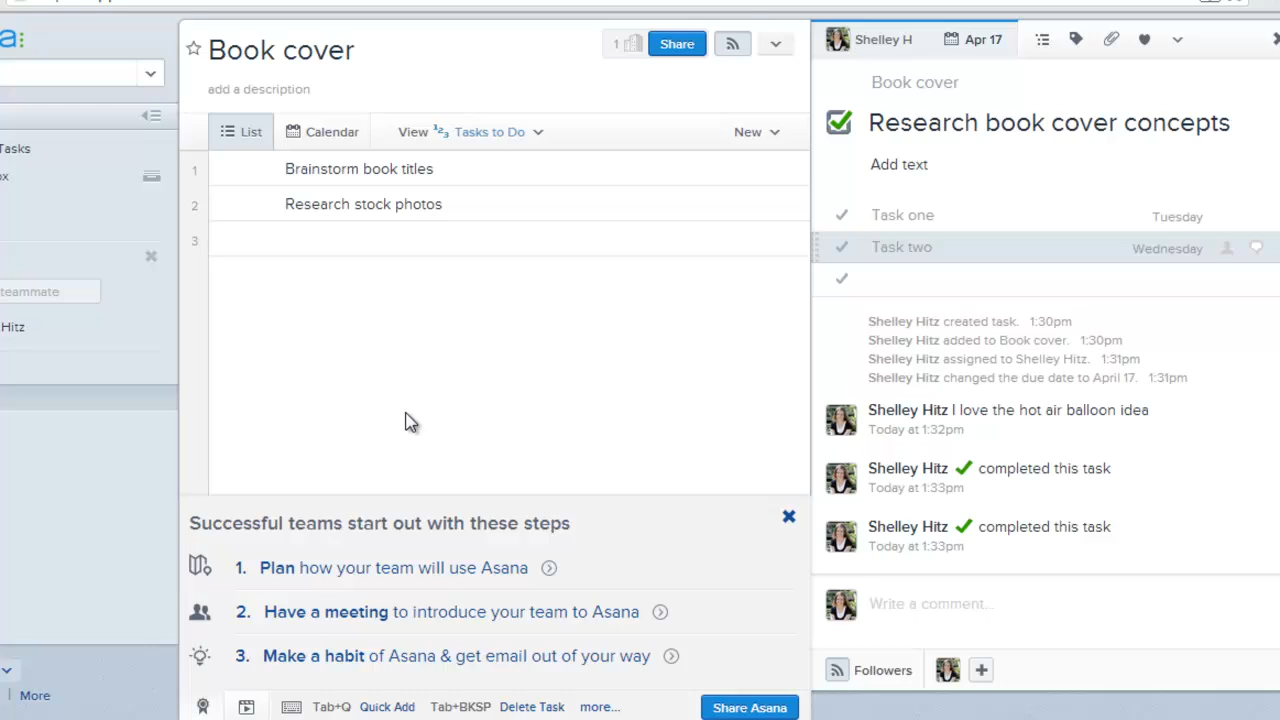 a:
Tasks
ox
teammate
Hitz
More
Book cover
1
Share
add a description
List
Calendar
View
Tasks to Do
New
1 Brainstorm book titles
2 Research stock photos
3
Successful teams start out with these steps
1. Plan how your team will use Asana
2. Have a meeting to introduce your team to Asana
3. Make a habit of Asana & get email out of your way
Tab+Q Quick Add Tab+BKSP Delete Task more...
Share Asana
Shelley H
Apr 17
Book cover
Research book cover concepts
Add text
Task one Tuesday
Task two Wednesday
Shelley Hitz created task. 1:30pm
Shelley Hitz added to Book cover. 1:30pm
Shelley Hitz assigned to Shelley Hitz. 1:31pm
Shelley Hitz changed the due date to April 17. 1:31pm
Shelley Hitz I love the hot air balloon idea
Today at 1:32pm
Shelley Hitz completed this task
Today at 1:33pm
Shelley Hitz completed this task
Today at 1:33pm
Write a comment...
Followers